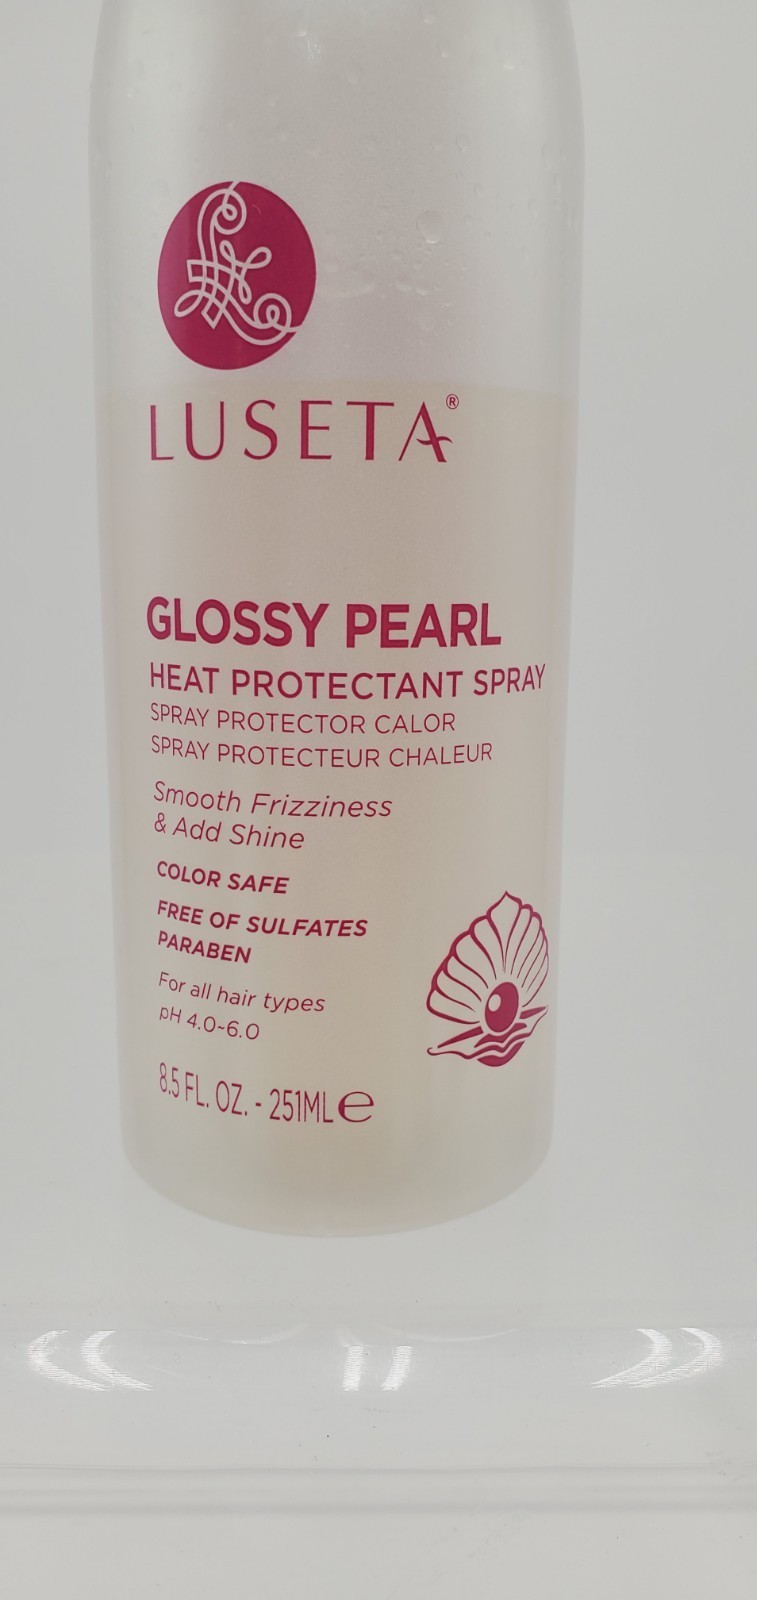 LUSETA®
GLOSSY PEARL
HEAT PROTECTANT SPRAY
SPRAY PROTECTOR CALOR
SPRAY PROTECTEUR CHALEUR
Smooth Frizziness
& Add Shine
COLOR SAFE
FREE OF SULFATES
PARABEN
For all hair types
pH 4.0~6.0
8.5 FL. OZ. - 251ML ℮